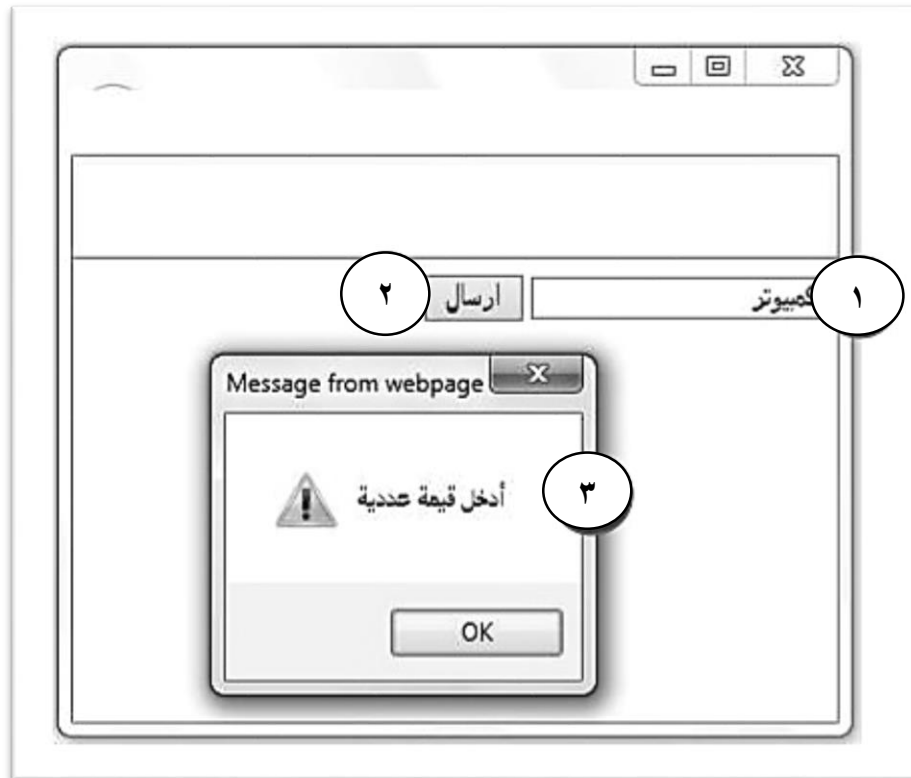 ١
كمبيوتر
ارسال
٢
Message from webpage
أدخل قيمة عددية
٣
OK